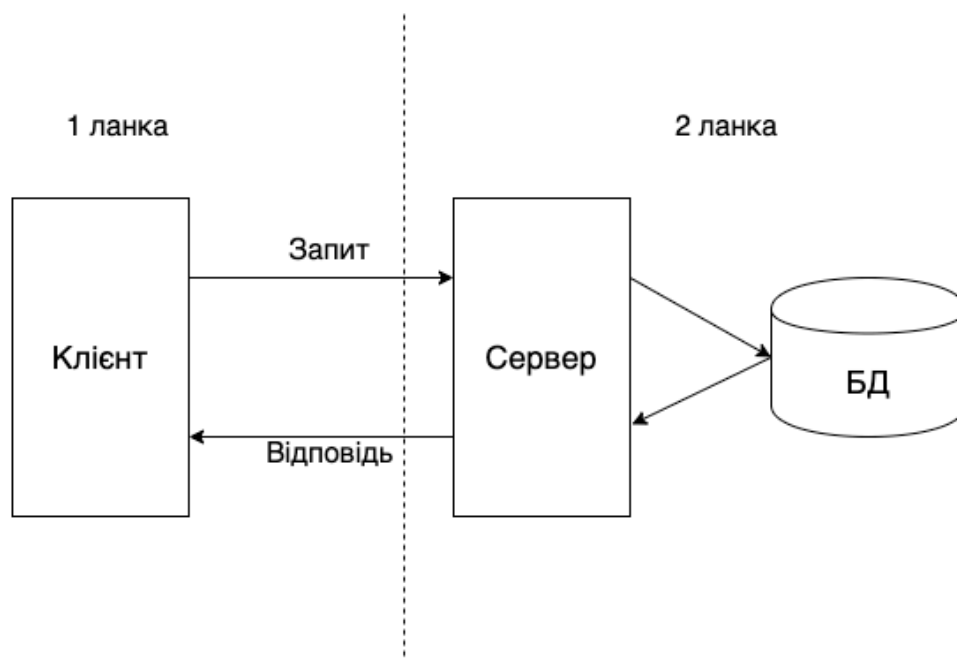 1 ланка
2 ланка
Запит
Клієнт
Сервер
БД
Відповідь